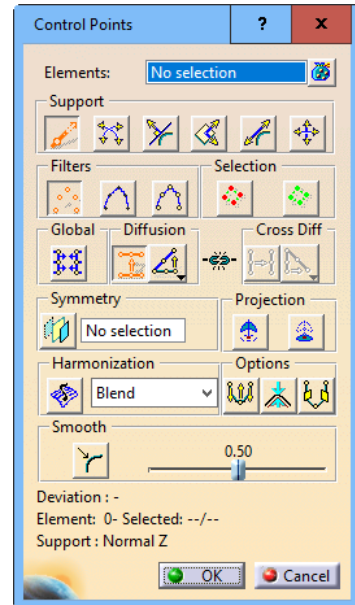 Control Points ? x
Elements: No selection
Support
Filters Selection
Global Diffusion Cross Diff
Symmetry Projection
No selection
Harmonization Options
Blend
Smooth
0.50
Deviation : -
Element: 0- Selected: --/--
Support : Normal Z
OK Cancel